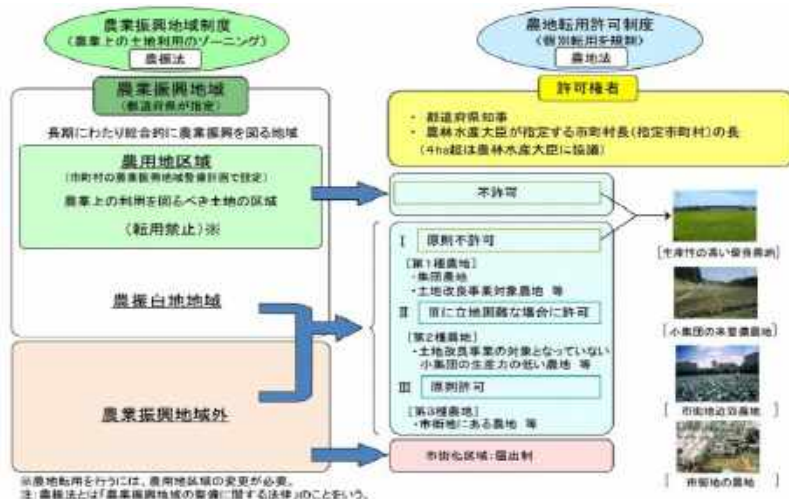 農業振興地域制度
(農業上の土地利用のゾーニング)
農振法
農業振興地域
(都道府県が指定)
長期にわたり総合的に農業振興を図る地域
農用地区域
(市町村の農業振興地域整備計画で設定)
農業上の利用を図るべき土地の区域
(転用禁止)※
農振白地地域
農業振興地域外
※農地転用を行うには、農用地区域の変更が必要。
注:農振法とは「農業振興地域の整備に関する法律」のことをいう。
農地転用許可制度
(個別転用を規制)
農地法
許可権者
・ 都道府県知事
・ 農林水産大臣が指定する市町村長(指定市町村)の長
(4ha超は農林水産大臣に協議)
不許可
Ⅰ 原則不許可
[第1種農地]
・集団農地
・土地改良事業対象農地 等
Ⅱ 立地困難な場合に許可
[第2種農地]
・土地改良事業の対象となっていない
小集団の生産力の低い農地 等
Ⅲ 原則許可
[第3種農地]
・市街地にある農地 等
市街化区域:届出制
[生産性の高い優良農地]
[小集団の未整備農地]
[市街地近郊農地]
[市街地の農地]